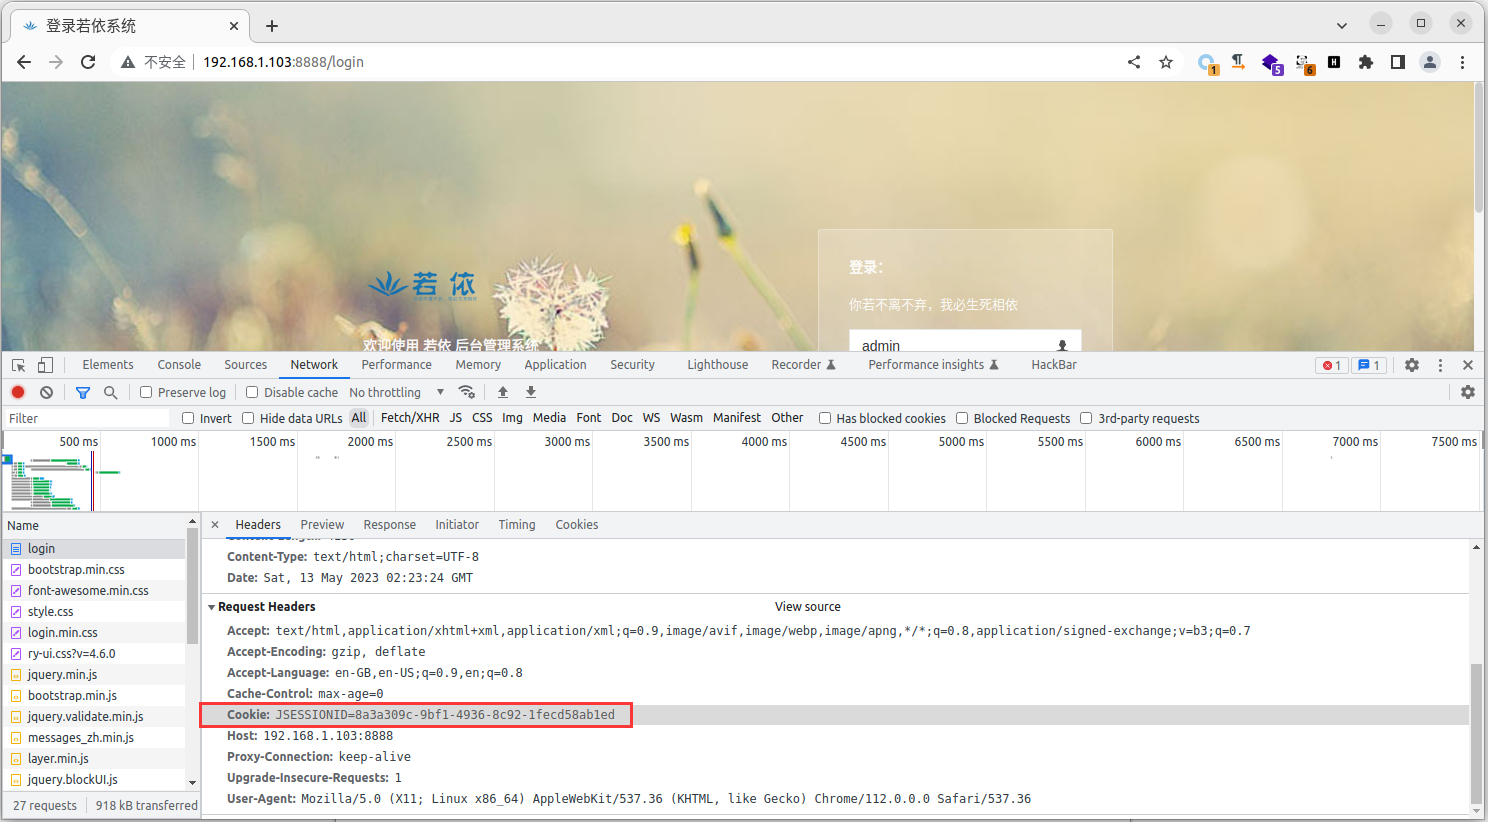 登录若依系统
不安全 192.168.1.103:8888/login
1 5 6
登录：
你若不离不弃，我必生死相依
若依
欢迎使用 若依 后台管理系统
admin
Elements Console Sources Network Performance Memory Application Security Lighthouse Recorder Performance insights HackBar 1 1
Preserve log Disable cache No throttling
Filter Invert Hide data URLs All Fetch/XHR JS CSS Img Media Font Doc WS Wasm Manifest Other Has blocked cookies Blocked Requests 3rd-party requests
500 ms 1000 ms 1500 ms 2000 ms 2500 ms 3000 ms 3500 ms 4000 ms 4500 ms 5000 ms 5500 ms 6000 ms 6500 ms 7000 ms 7500 ms
Name
login
bootstrap.min.css
font-awesome.min.css
style.css
login.min.css
ry-ui.css?v=4.6.0
jquery.min.js
bootstrap.min.js
jquery.validate.min.js
messages_zh.min.js
layer.min.js
jquery.blockUI.js
27 requests 918 kB transferred
Headers Preview Response Initiator Timing Cookies
Content-Type: text/html;charset=UTF-8
Date: Sat, 13 May 2023 02:23:24 GMT
Request Headers View source
Accept: text/html,application/xhtml+xml,application/xml;q=0.9,image/avif,image/webp,image/apng,*/*;q=0.8,application/signed-exchange;v=b3;q=0.7
Accept-Encoding: gzip, deflate
Accept-Language: en-GB,en-US;q=0.9,en;q=0.8
Cache-Control: max-age=0
Cookie: JSESSIONID=8a3a309c-9bf1-4936-8c92-1fecd58ab1ed
Host: 192.168.1.103:8888
Proxy-Connection: keep-alive
Upgrade-Insecure-Requests: 1
User-Agent: Mozilla/5.0 (X11; Linux x86_64) AppleWebKit/537.36 (KHTML, like Gecko) Chrome/112.0.0.0 Safari/537.36